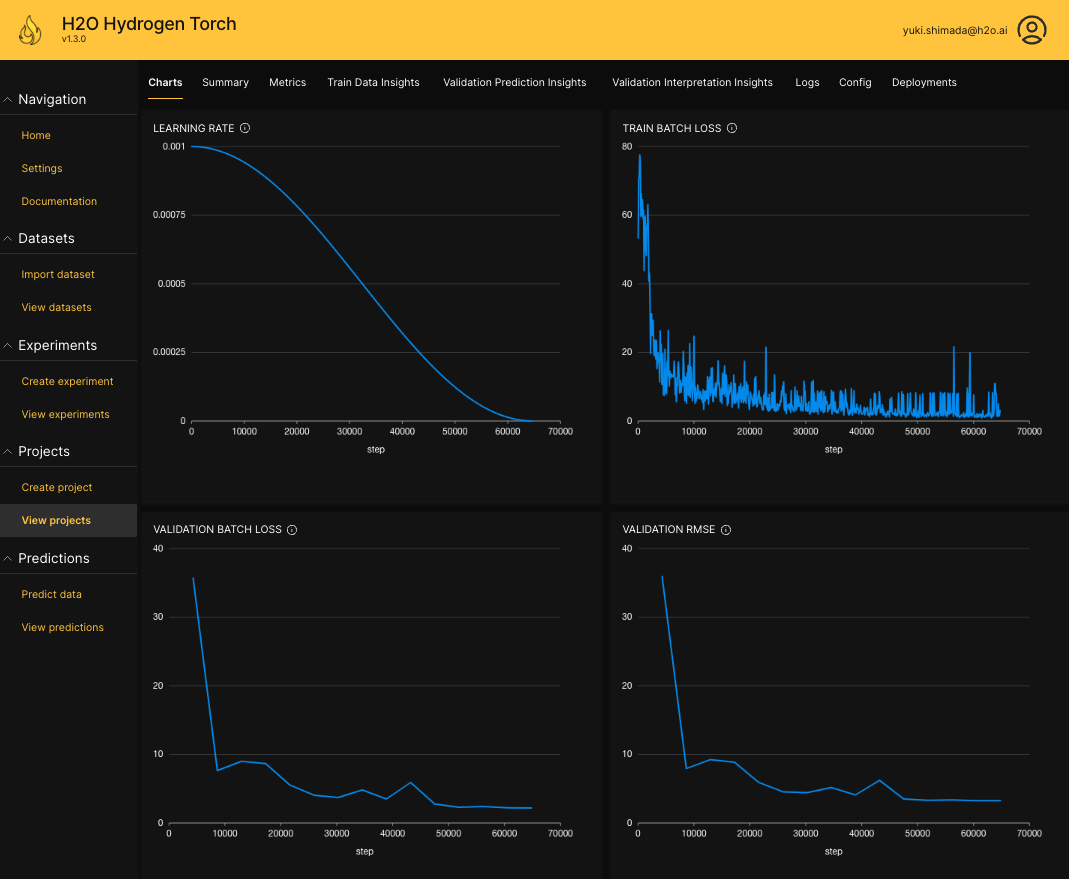 H2O Hydrogen Torch
v1.3.0
yuki.shimada@h2o.ai
Navigation
Home
Settings
Documentation
Datasets
Import dataset
View datasets
Experiments
Create experiment
View experiments
Projects
Create project
View projects
Predictions
Predict data
View predictions
Charts Summary Metrics Train Data Insights Validation Prediction Insights Validation Interpretation Insights Logs Config Deployments
LEARNING RATE
0.001
0.00075
0.0005
0.00025
0
0 10000 20000 30000 40000 50000 60000 70000
step
TRAIN BATCH LOSS
80
60
40
20
0
0 10000 20000 30000 40000 50000 60000 70000
step
VALIDATION BATCH LOSS
40
30
20
10
0
0 10000 20000 30000 40000 50000 60000 70000
step
VALIDATION RMSE
40
30
20
10
0
0 10000 20000 30000 40000 50000 60000 70000
step